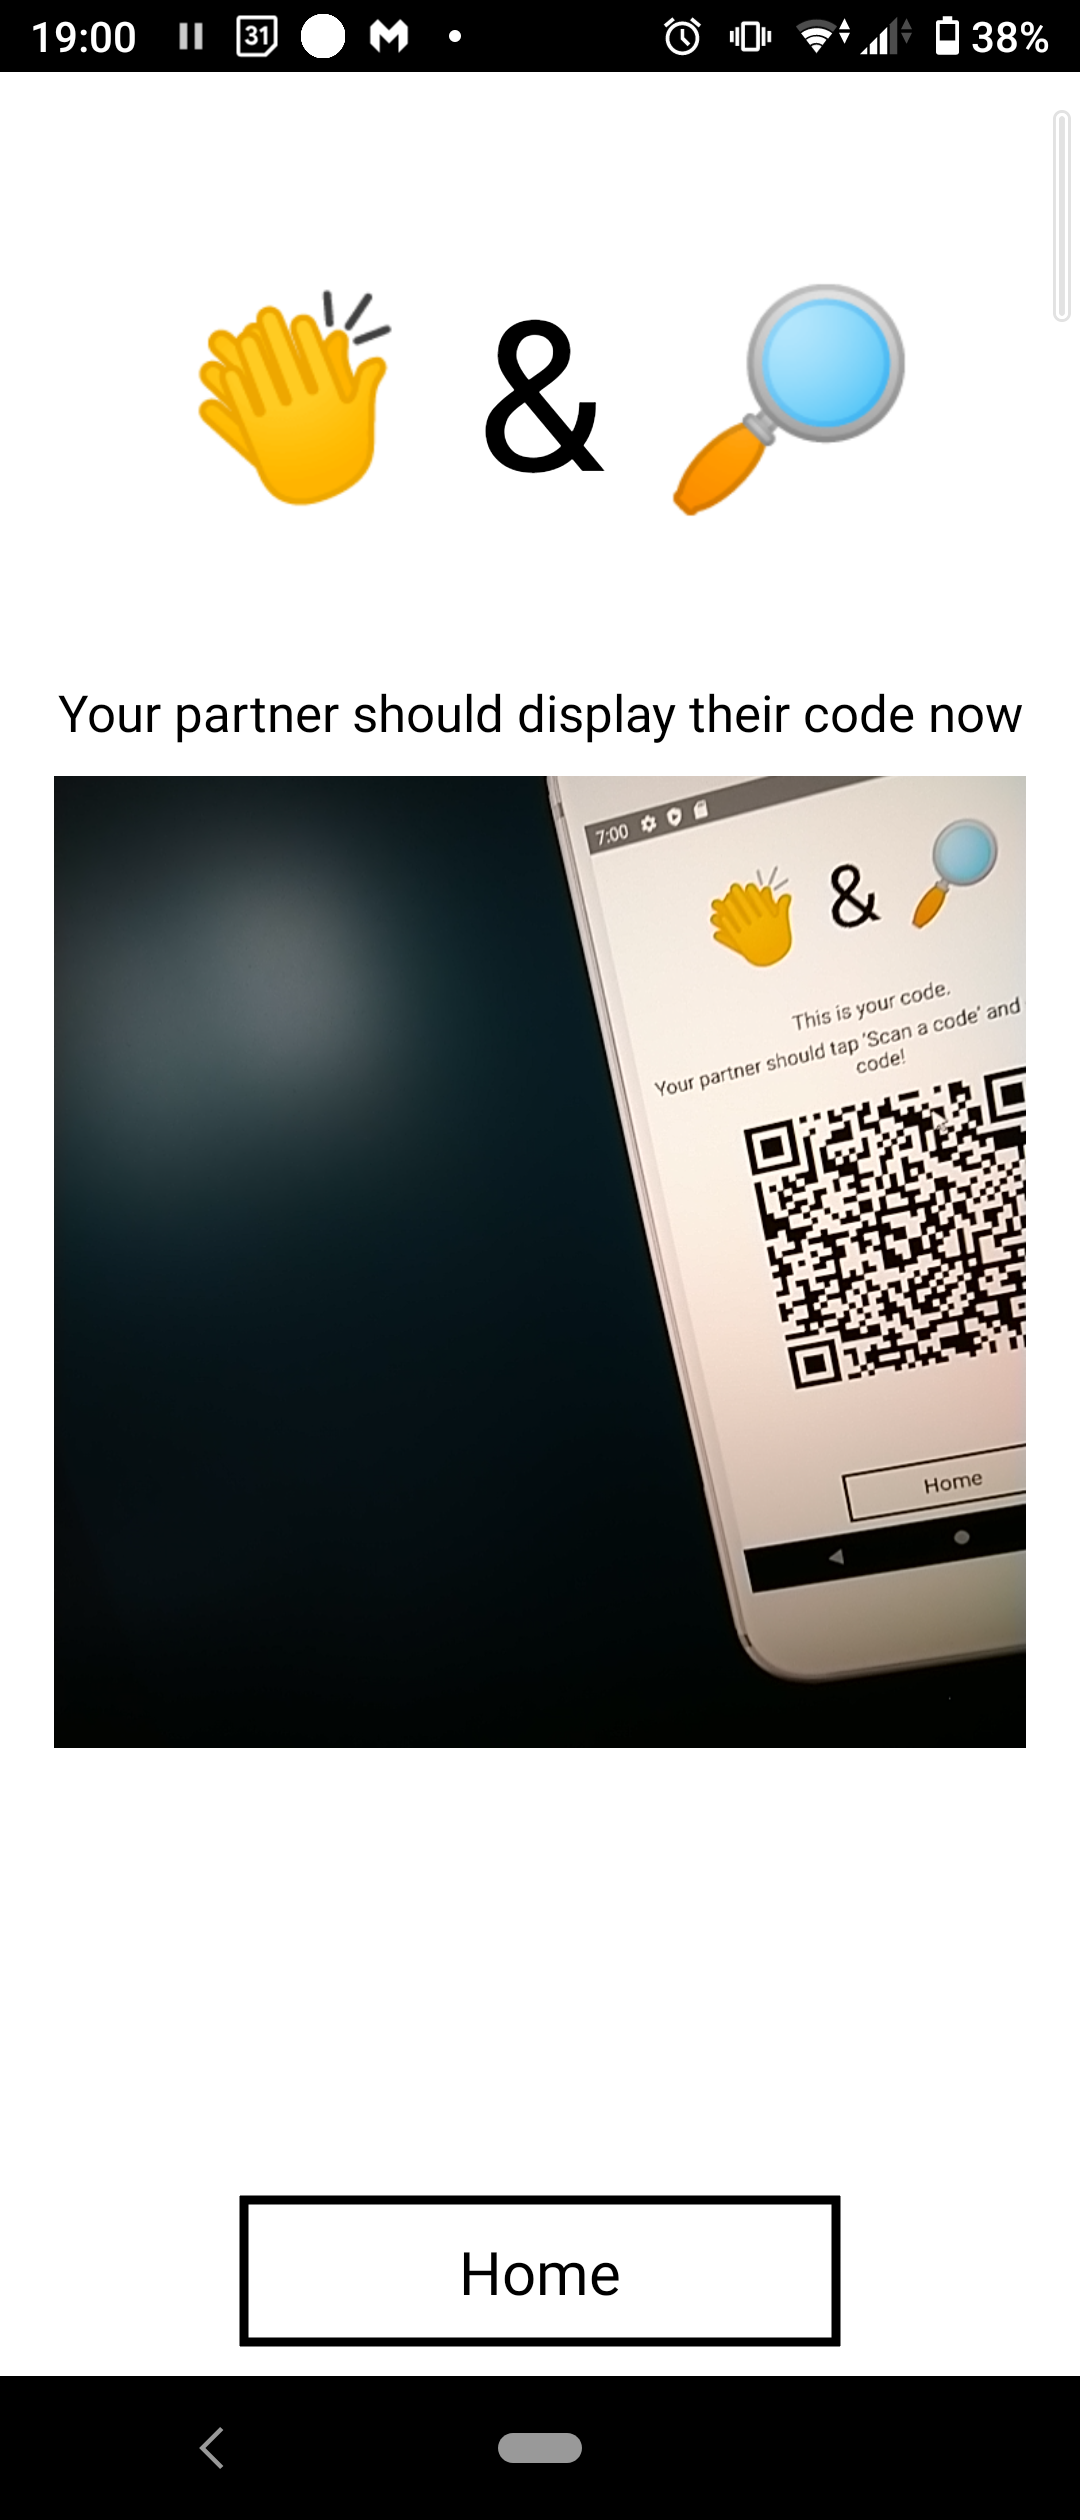 19:00 31 38%
&
Your partner should display their code now
7:00
&
This is your code.
Your partner should tap 'Scan a code' and
code!
Home
Home